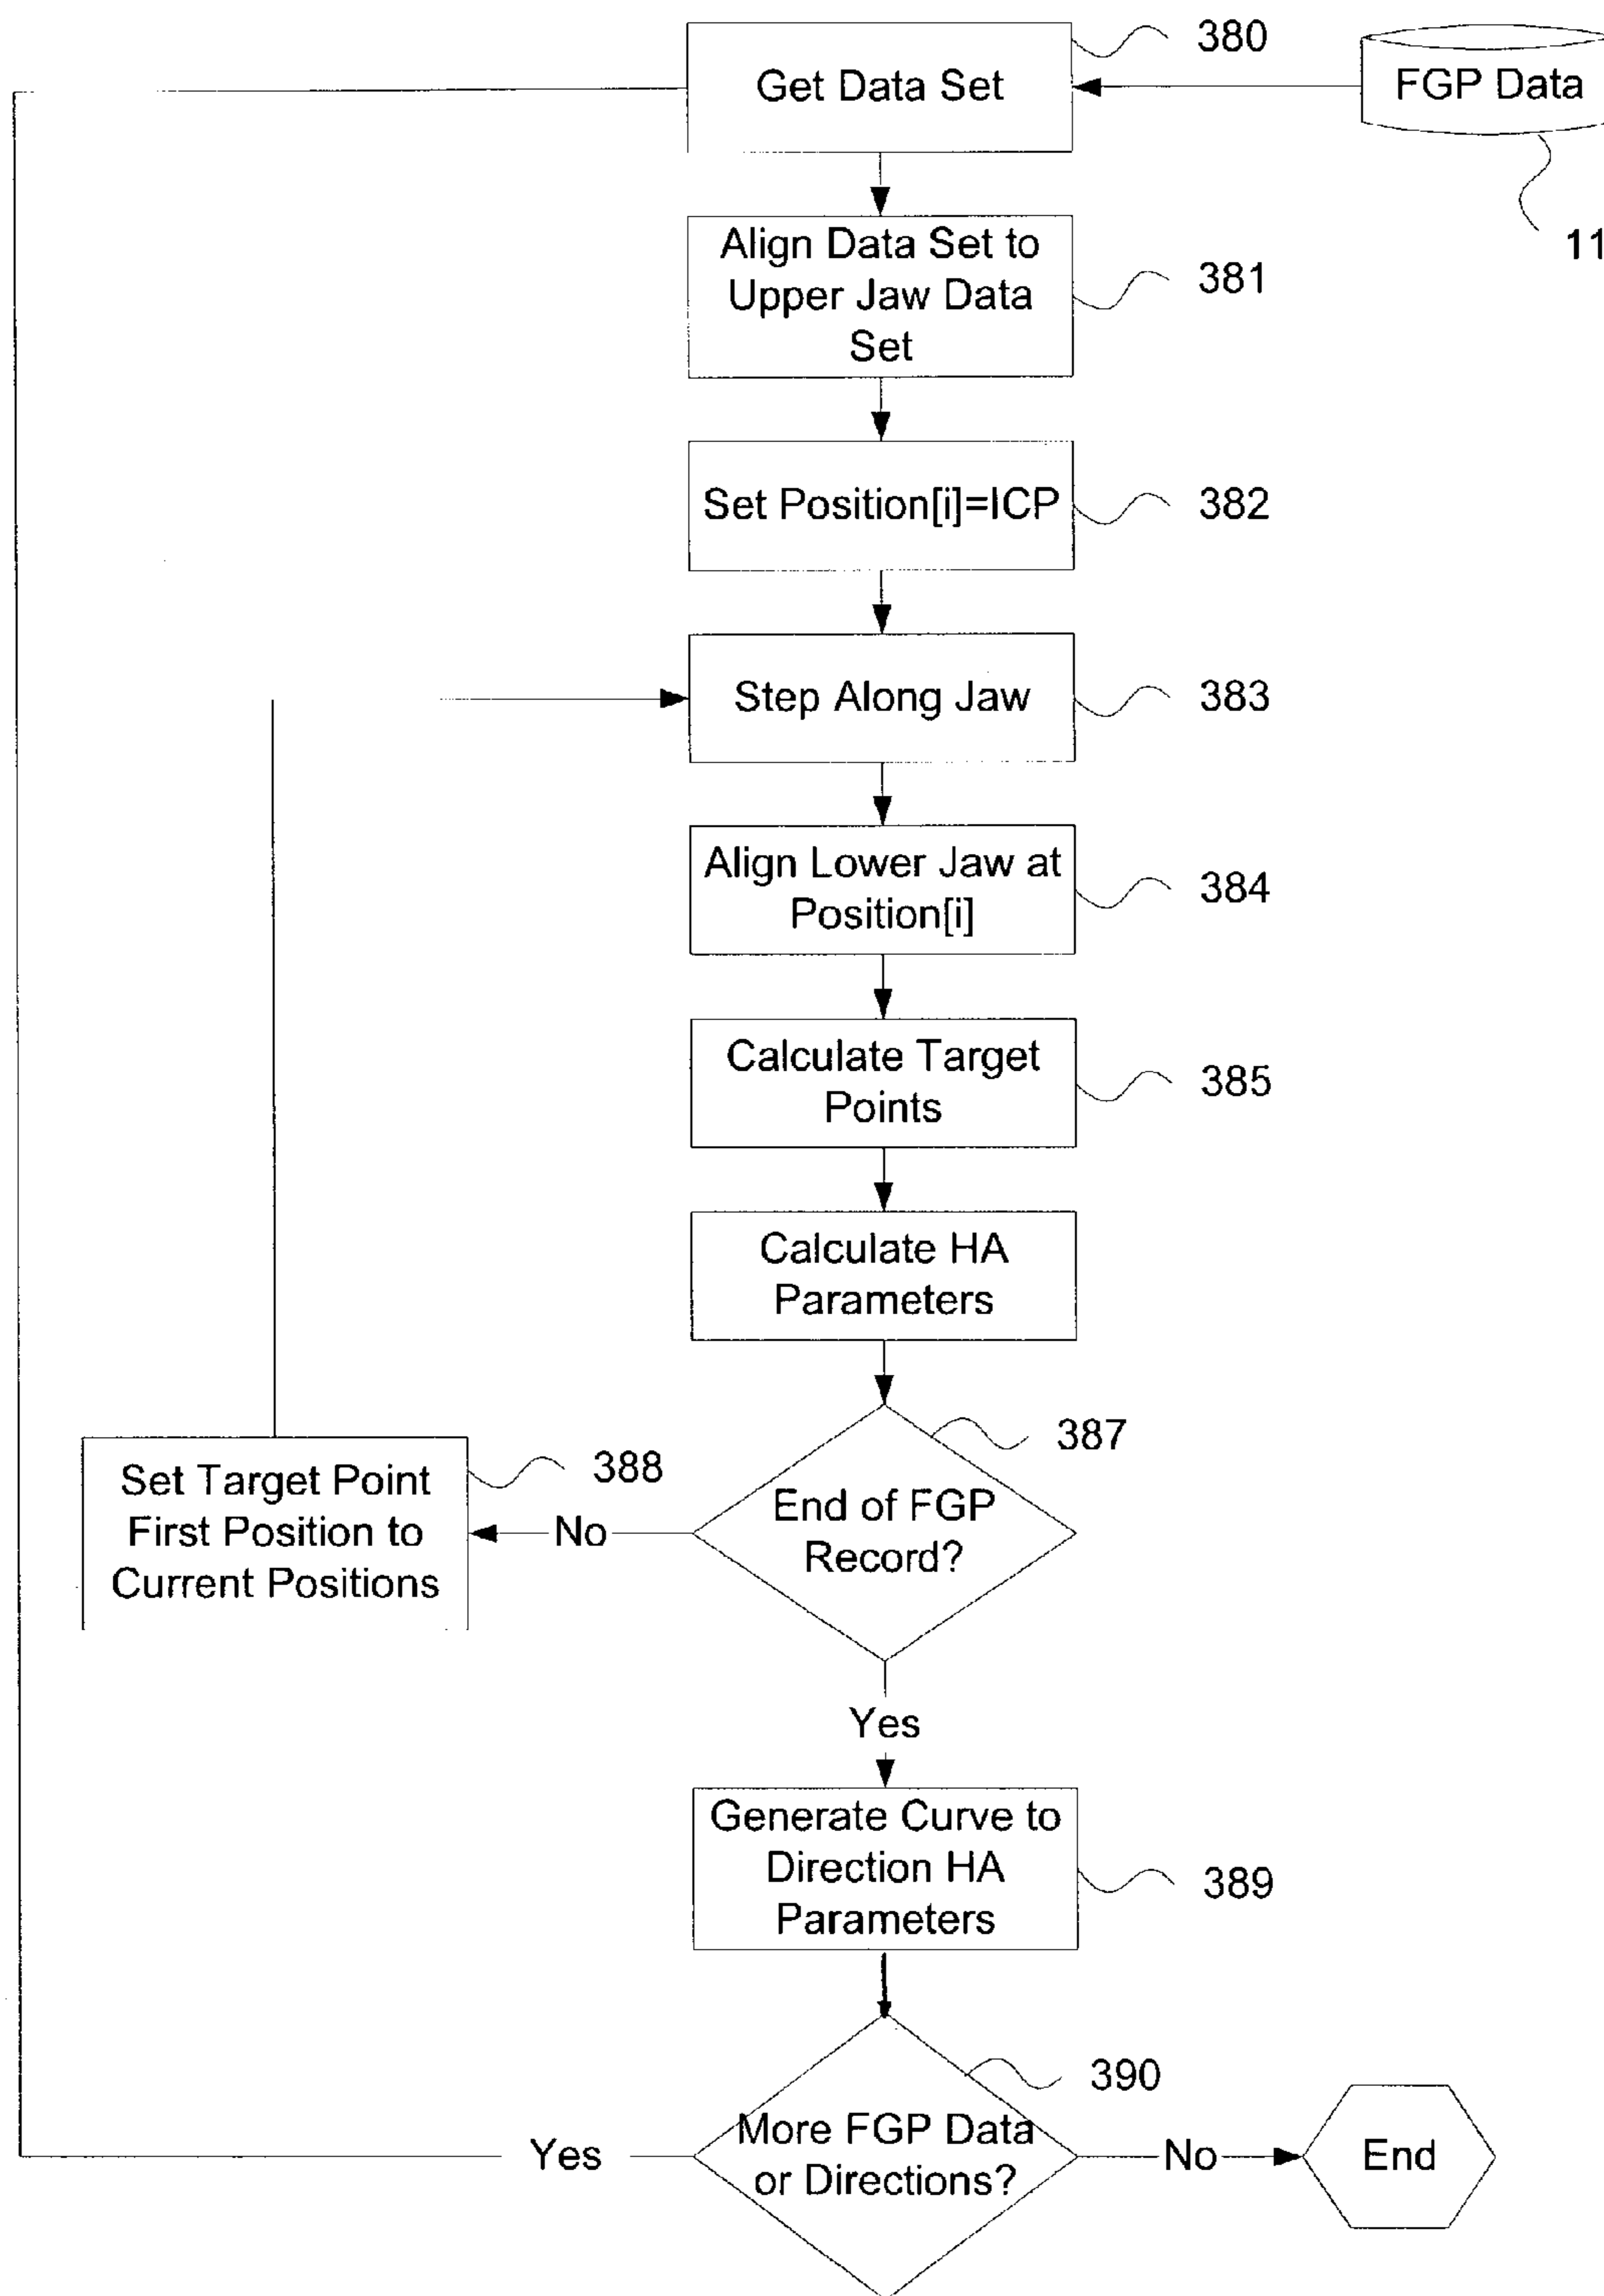 Get Data Set
380
FGP Data
11
Align Data Set to
Upper Jaw Data
Set
381
Set Position[i]=ICP
382
Step Along Jaw
383
Align Lower Jaw at
Position[i]
384
Calculate Target
Points
385
Calculate HA
Parameters
387
End of FGP
Record?
No
388
Set Target Point
First Position to
Current Positions
Yes
Generate Curve to
Direction HA
Parameters
389
390
More FGP Data
or Directions?
Yes
No
End